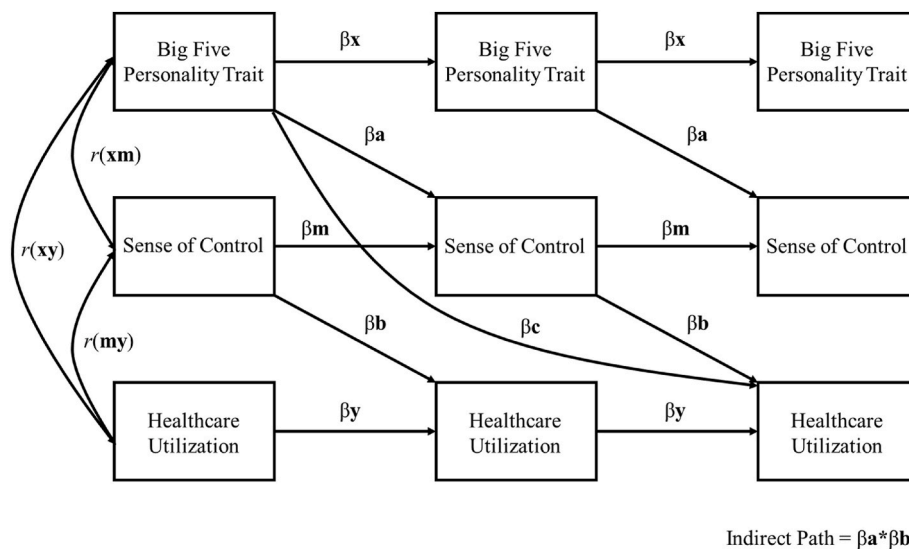 Big Five
Personality Trait
βx
Big Five
Personality Trait
βx
Big Five
Personality Trait
βa
βa
r(xm)
Sense of Control
βm
Sense of Control
βm
Sense of Control
r(xy)
r(my)
βb
βc
βb
Healthcare
Utilization
βy
Healthcare
Utilization
βy
Healthcare
Utilization
Indirect Path = βa*βb